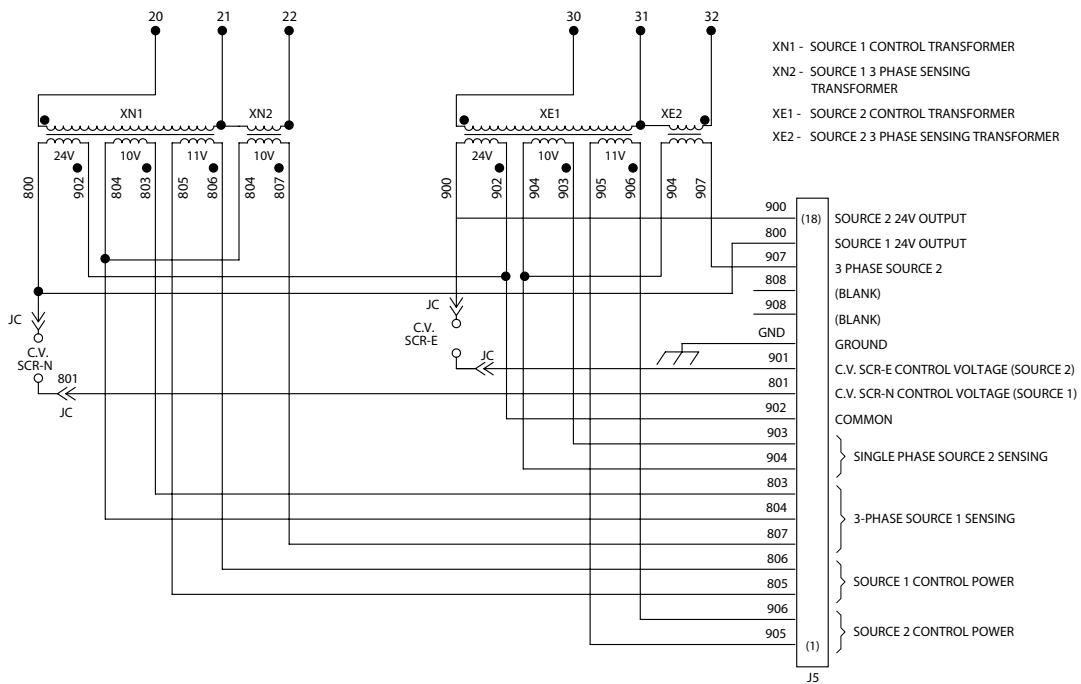 20 21 22 30 31 32
XN1 - SOURCE 1 CONTROL TRANSFORMER
XN2 - SOURCE 1 3 PHASE SENSING
TRANSFORMER
XE1 - SOURCE 2 CONTROL TRANSFORMER
XE2 - SOURCE 2 3 PHASE SENSING TRANSFORMER
XN1 XN2 XE1 XE2
24V 10V 11V 10V 24V 10V 11V
800 902 804 803 805 806 804 807 900 902 904 903 905 906 904 907
900 (18) SOURCE 2 24V OUTPUT
800 SOURCE 1 24V OUTPUT
907 3 PHASE SOURCE 2
808 (BLANK)
908 (BLANK)
GND GROUND
901 C.V. SCR-E CONTROL VOLTAGE (SOURCE 2)
801 C.V. SCR-N CONTROL VOLTAGE (SOURCE 1)
902 COMMON
903
904 SINGLE PHASE SOURCE 2 SENSING
803
804 3-PHASE SOURCE 1 SENSING
807
806
805 SOURCE 1 CONTROL POWER
906
905 SOURCE 2 CONTROL POWER
(1)
J5
JC
C.V.
SCR-N
801
JC
JC
C.V.
SCR-E
JC